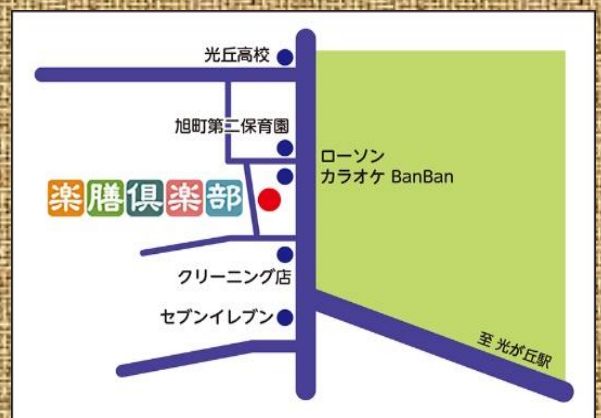 光丘高校
旭町第二保育園
ローソン
カラオケ BanBan
楽膳倶楽部
クリーニング店
セブンイレブン
至 光が丘駅